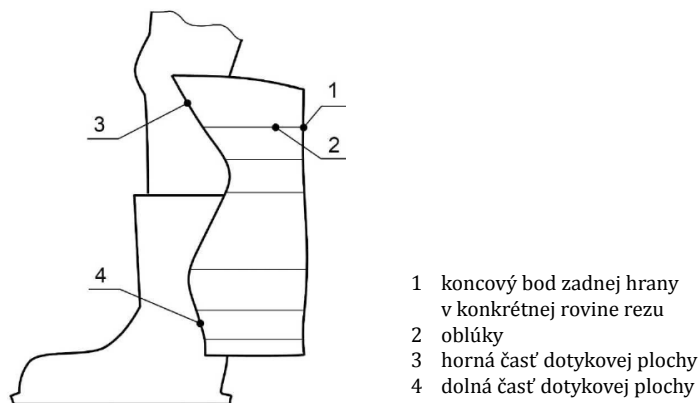 1
3
2
4
1 koncový bod zadnej hrany
v konkrétnej rovine rezu
2 oblúky
3 horná časť dotykovej plochy
4 dolná časť dotykovej plochy